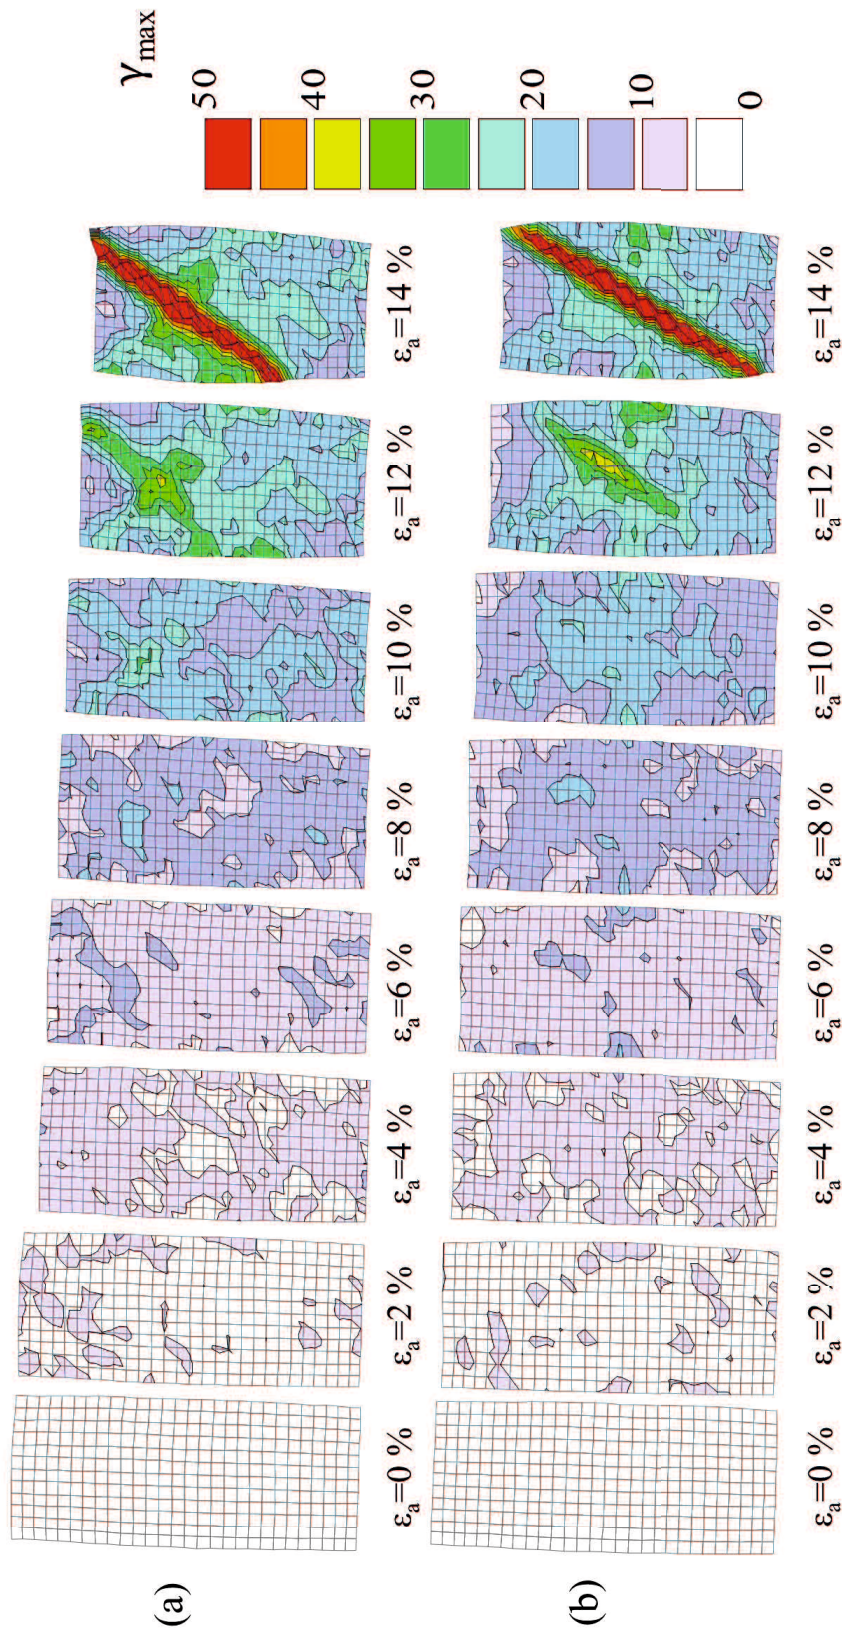 (a)
εa=0 %
εa=2 %
εa=4 %
εa=6 %
εa=8 %
εa=10 %
εa=12 %
εa=14 %
(b)
εa=0 %
εa=2 %
εa=4 %
εa=6 %
εa=8 %
εa=10 %
εa=12 %
εa=14 %
γmax
50
40
30
20
10
0